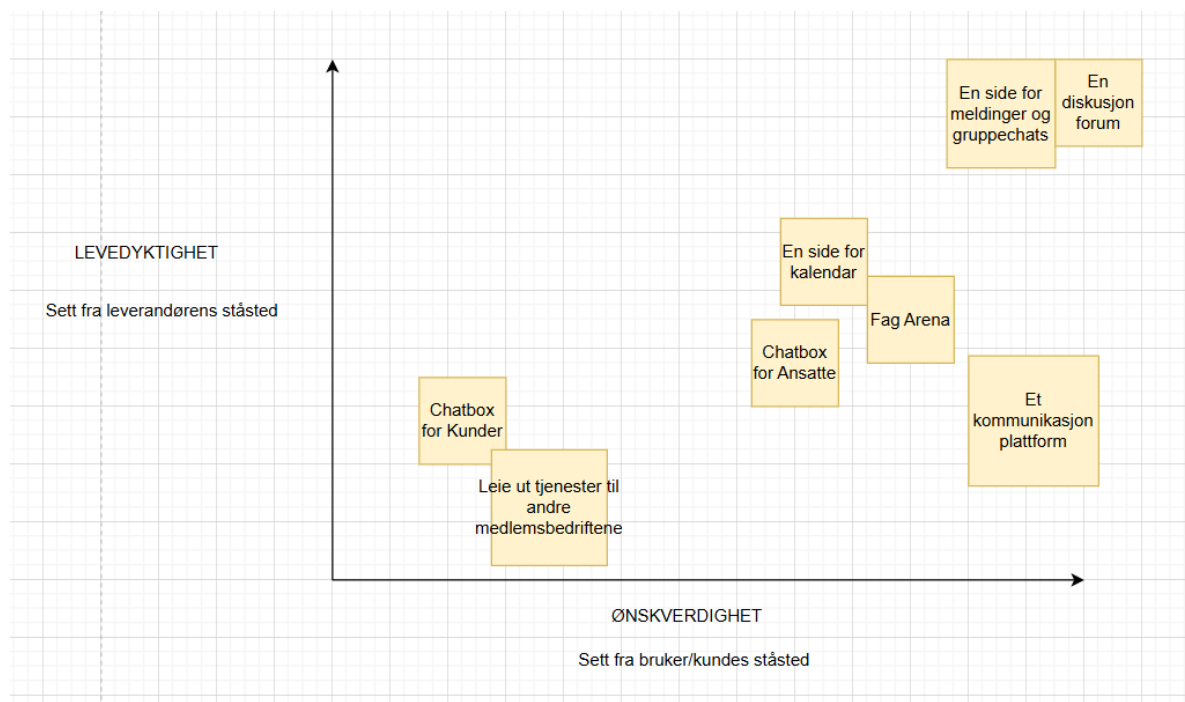 En side for
meldinger og
gruppechats
En
diskusjon
forum
LEVEDYKTIGHET
Sett fra leverandørens ståsted
En side for
kalendar
Fag Arena
Chatbox
for Ansatte
Et
kommunikasjon
plattform
Chatbox
for Kunder
Leie ut tjenester til
andre
medlemsbedriftene
ØNSKVERDIGHET
Sett fra bruker/kundes ståsted